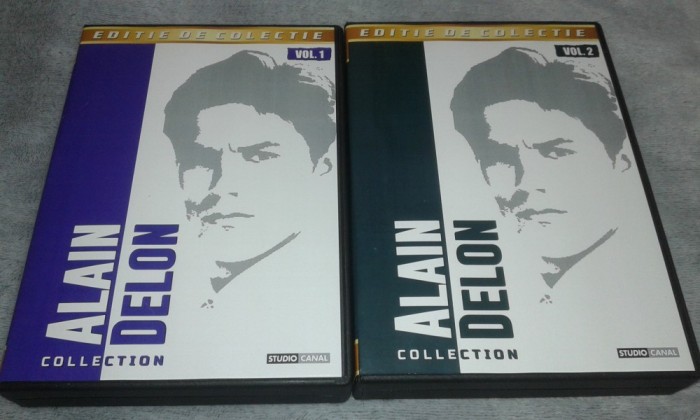 EDITIE DE COLECTIE
VOL. 1
ALAIN
DELON
COLLECTION
STUDIO CANAL
EDITIE DE COLECTIE
VOL. 2
ALAIN
DELON
COLLECTION
STUDIO CANAL